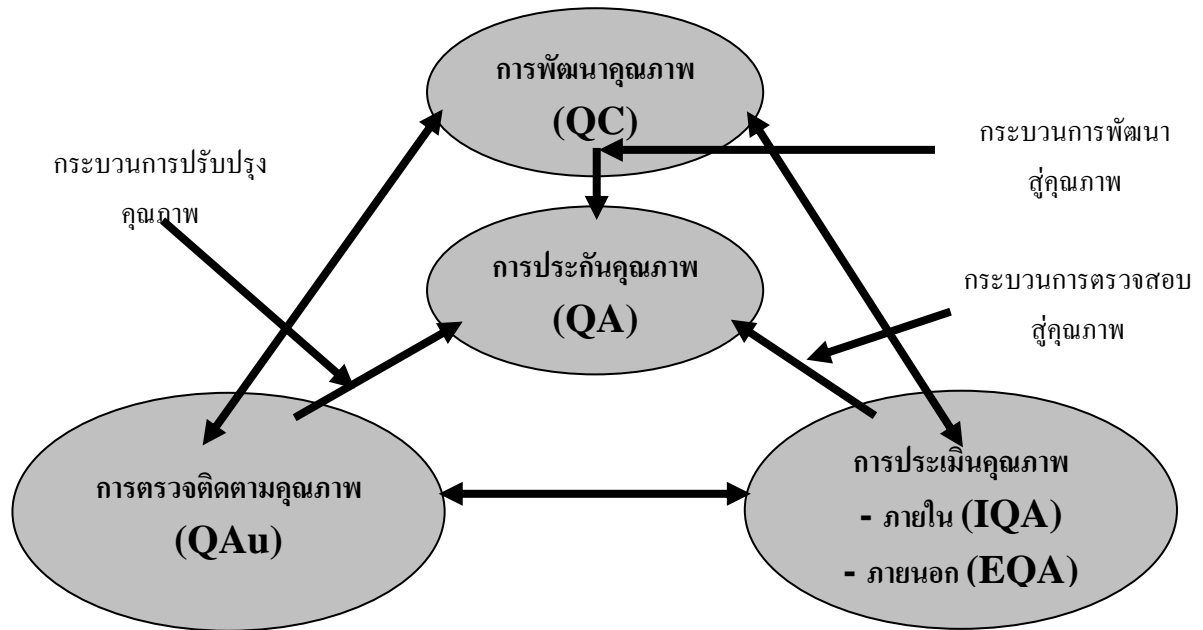 การพัฒนาคุณภาพ
(QC)
กระบวนการพัฒนา
สู่คุณภาพ
กระบวนการปรับปรุง
คุณภาพ
การประกันคุณภาพ
(QA)
กระบวนการตรวจสอบ
สู่คุณภาพ
การตรวจติดตามคุณภาพ
(QAu)
การประเมินคุณภาพ
- ภายใน (IQA)
- ภายนอก (EQA)